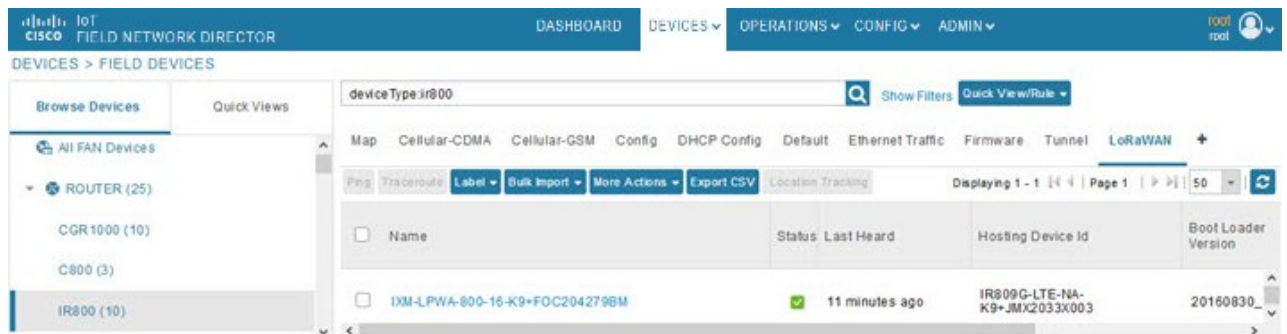 IoT
CISCO FIELD NETWORK DIRECTOR
DASHBOARD DEVICES OPERATIONS CONFIG ADMIN
root
root
DEVICES > FIELD DEVICES
Browse Devices Quick Views
deviceType:ir800
Show Filters Quick View/Rule
All FAN Devices
ROUTER (25)
CGR1000 (10)
C800 (3)
IR800 (10)
Map Cellular-CDMA Cellular-GSM Config DHCP Config Default Ethernet Traffic Firmware Tunnel LoRaWAN +
Ping Traceroute Label Bulk Import More Actions Export CSV Location Tracking Displaying 1 - 1 Page 1 50
Name Status Last Heard Hosting Device Id Boot Loader Version
IXM-LPWA-800-16-K9+FOC204279BM 11 minutes ago IR809G-LTE-NA-K9+JMX2033X003 20160830_